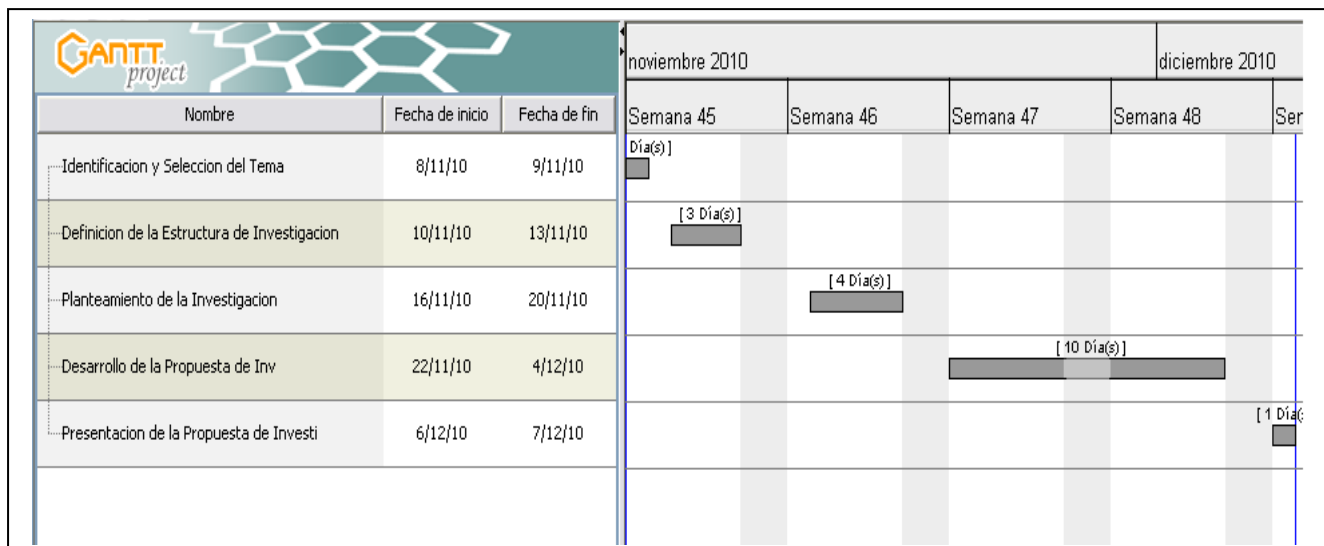 GANTT
project
noviembre 2010
diciembre 2010
Nombre
Fecha de inicio
Fecha de fin
Semana 45
Semana 46
Semana 47
Semana 48
Día(s) ]
Identificacion y Seleccion del Tema
8/11/10
9/11/10
[ 3 Día(s) ]
Definicion de la Estructura de Investigacion
10/11/10
13/11/10
[ 4 Día(s) ]
Planteamiento de la Investigacion
16/11/10
20/11/10
[ 10 Día(s) ]
Desarrollo de la Propuesta de Inv
22/11/10
4/12/10
[ 1 Día(
Presentacion de la Propuesta de Investi
6/12/10
7/12/10